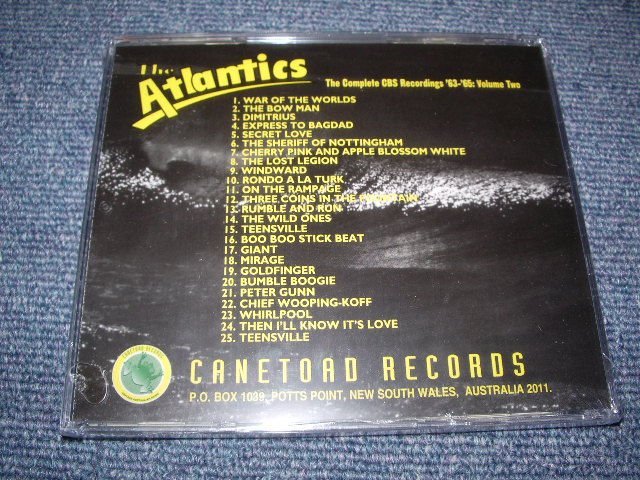 The
Atlantics
The Complete CBS Recordings '63-'65: Volume Two
1. WAR OF THE WORLDS
2. THE BOW MAN
3. DIMITRIUS
4. EXPRESS TO BAGDAD
5. SECRET LOVE
6. THE SHERIFF OF NOTTINGHAM
7. CHERRY PINK AND APPLE BLOSSOM WHITE
8. THE LOST LEGION
9. WINDWARD
10. RONDO A LA TURK
11. ON THE RAMPAGE
12. THREE COINS IN THE FOUNTAIN
13. RUMBLE AND RUN
14. THE WILD ONES
15. TEENSVILLE
16. BOO BOO STICK BEAT
17. GIANT
18. MIRAGE
19. GOLDFINGER
20. BUMBLE BOOGIE
21. PETER GUNN
22. CHIEF WOOPING-KOFF
23. WHIRLPOOL
24. THEN I'LL KNOW IT'S LOVE
25. TEENSVILLE
CANETOAD RECORDS
CANETOAD RECORDS
P.O. BOX 1039, POTTS POINT, NEW SOUTH WALES, AUSTRALIA 2011.